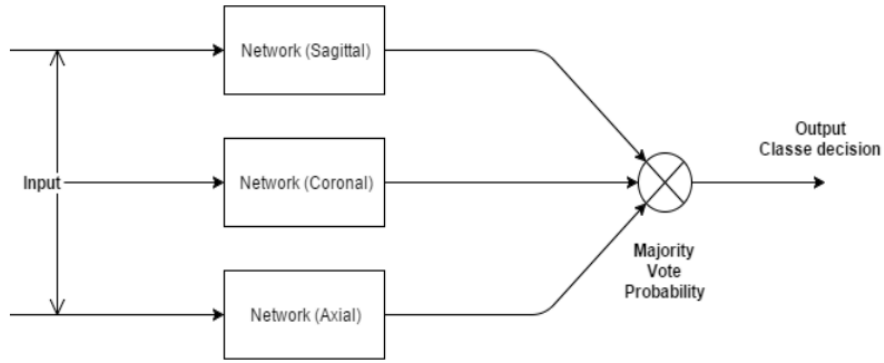 Network (Sagittal)
Output
Classe decision
Input
Network (Coronal)
Majority
Vote
Probability
Network (Axial)